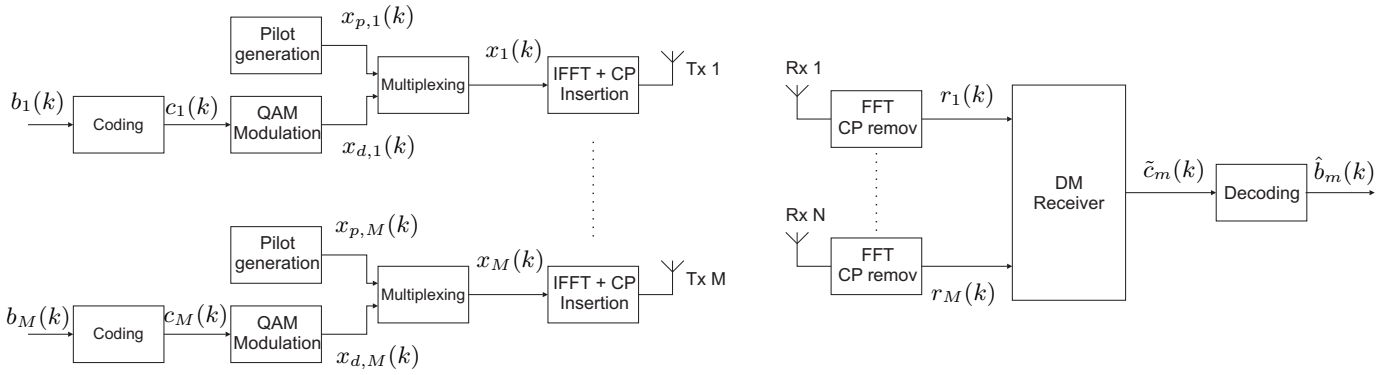 x_{p,1}(k)
Pilot
generation
x_1(k)
Multiplexing
IFFT + CP
Insertion
Tx 1
b_1(k)
Coding
c_1(k)
QAM
Modulation
x_{d,1}(k)
x_{p,M}(k)
Pilot
generation
x_M(k)
Multiplexing
IFFT + CP
Insertion
Tx M
b_M(k)
Coding
c_M(k)
QAM
Modulation
x_{d,M}(k)
Rx 1
FFT
CP remov
r_1(k)
Rx N
FFT
CP remov
r_M(k)
DM
Receiver
\tilde{c}_m(k)
Decoding
\hat{b}_m(k)